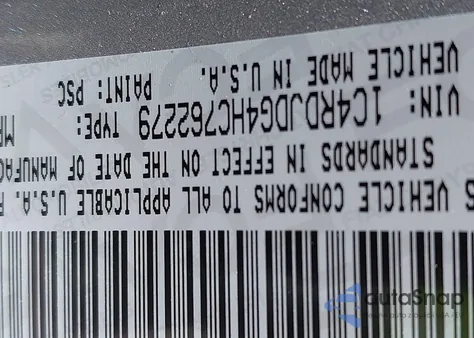 S VEHICLE CONFORMS TO ALL APPLICABLE U.S.A. F
STANDARDS IN EFFECT ON THE DATE OF MANUFAC
VIN: 1C4RDJDG4HC762279 TYPE: M
VEHICLE MADE IN U.S.A. PAINT: PSC
autoSnap